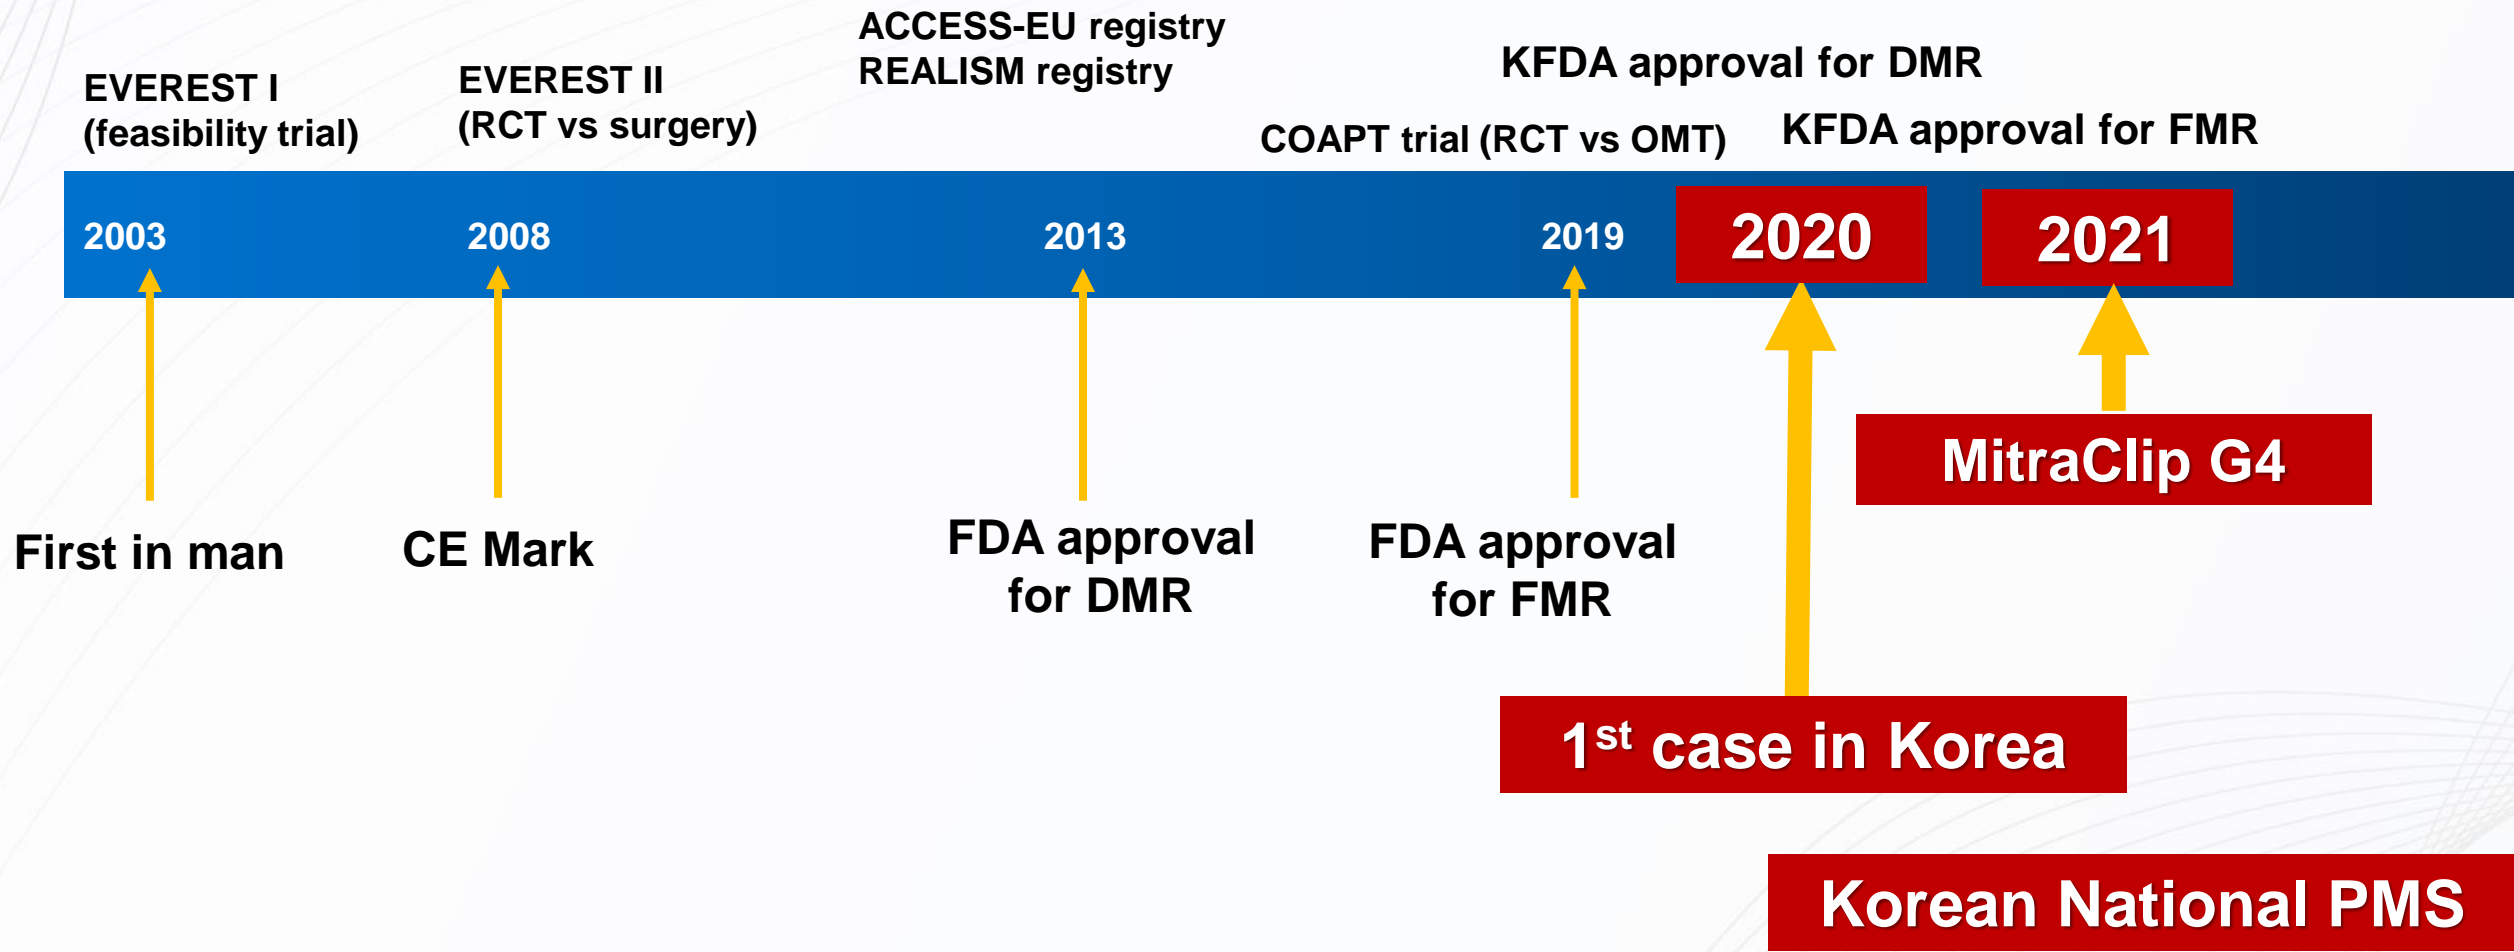 ACCESS-EU registry
REALISM registry
EVEREST I
(feasibility trial)
EVEREST II
(RCT vs surgery)
KFDA approval for DMR
COAPT trial (RCT vs OMT)
KFDA approval for FMR
2003
2008
2013
2019
2020
2021
First in man
CE Mark
FDA approval
for DMR
FDA approval
for FMR
MitraClip G4
1st case in Korea
Korean National PMS